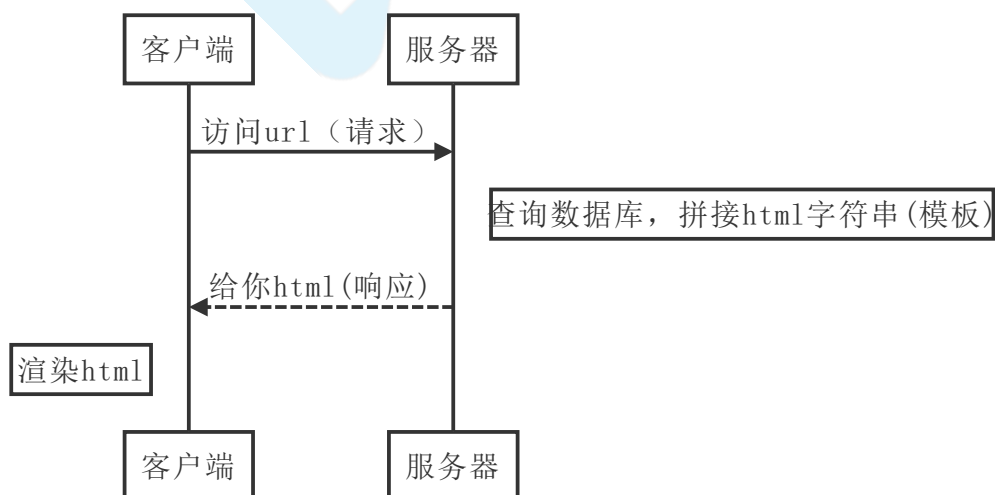 客户端 服务器
访问url（请求）
查询数据库，拼接html字符串(模板)
给你html(响应)
渲染html
客户端 服务器